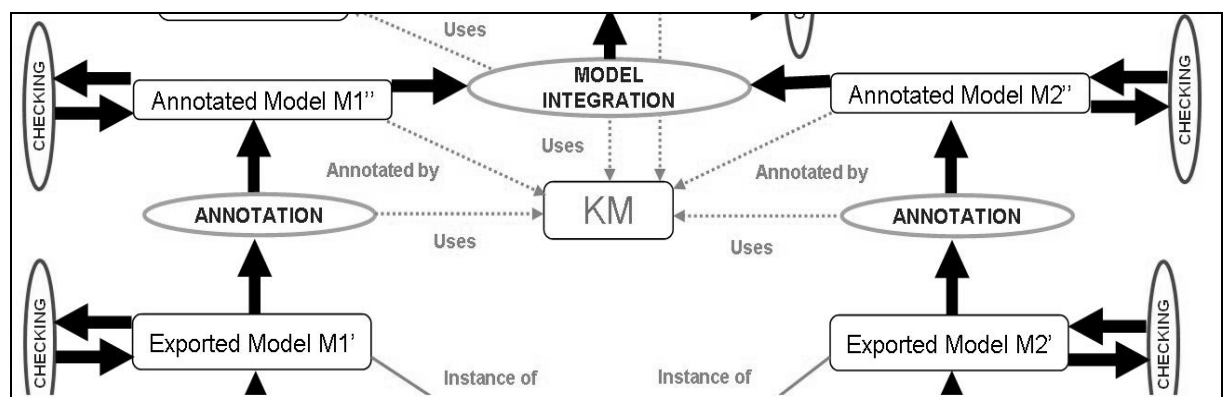 Uses
CHECKING
Annotated Model M1''
MODEL
INTEGRATION
Annotated Model M2''
CHECKING
Uses
Annotated by
Annotated by
ANNOTATION
KM
ANNOTATION
Uses
Uses
CHECKING
Exported Model M1'
Exported Model M2'
CHECKING
Instance of
Instance of